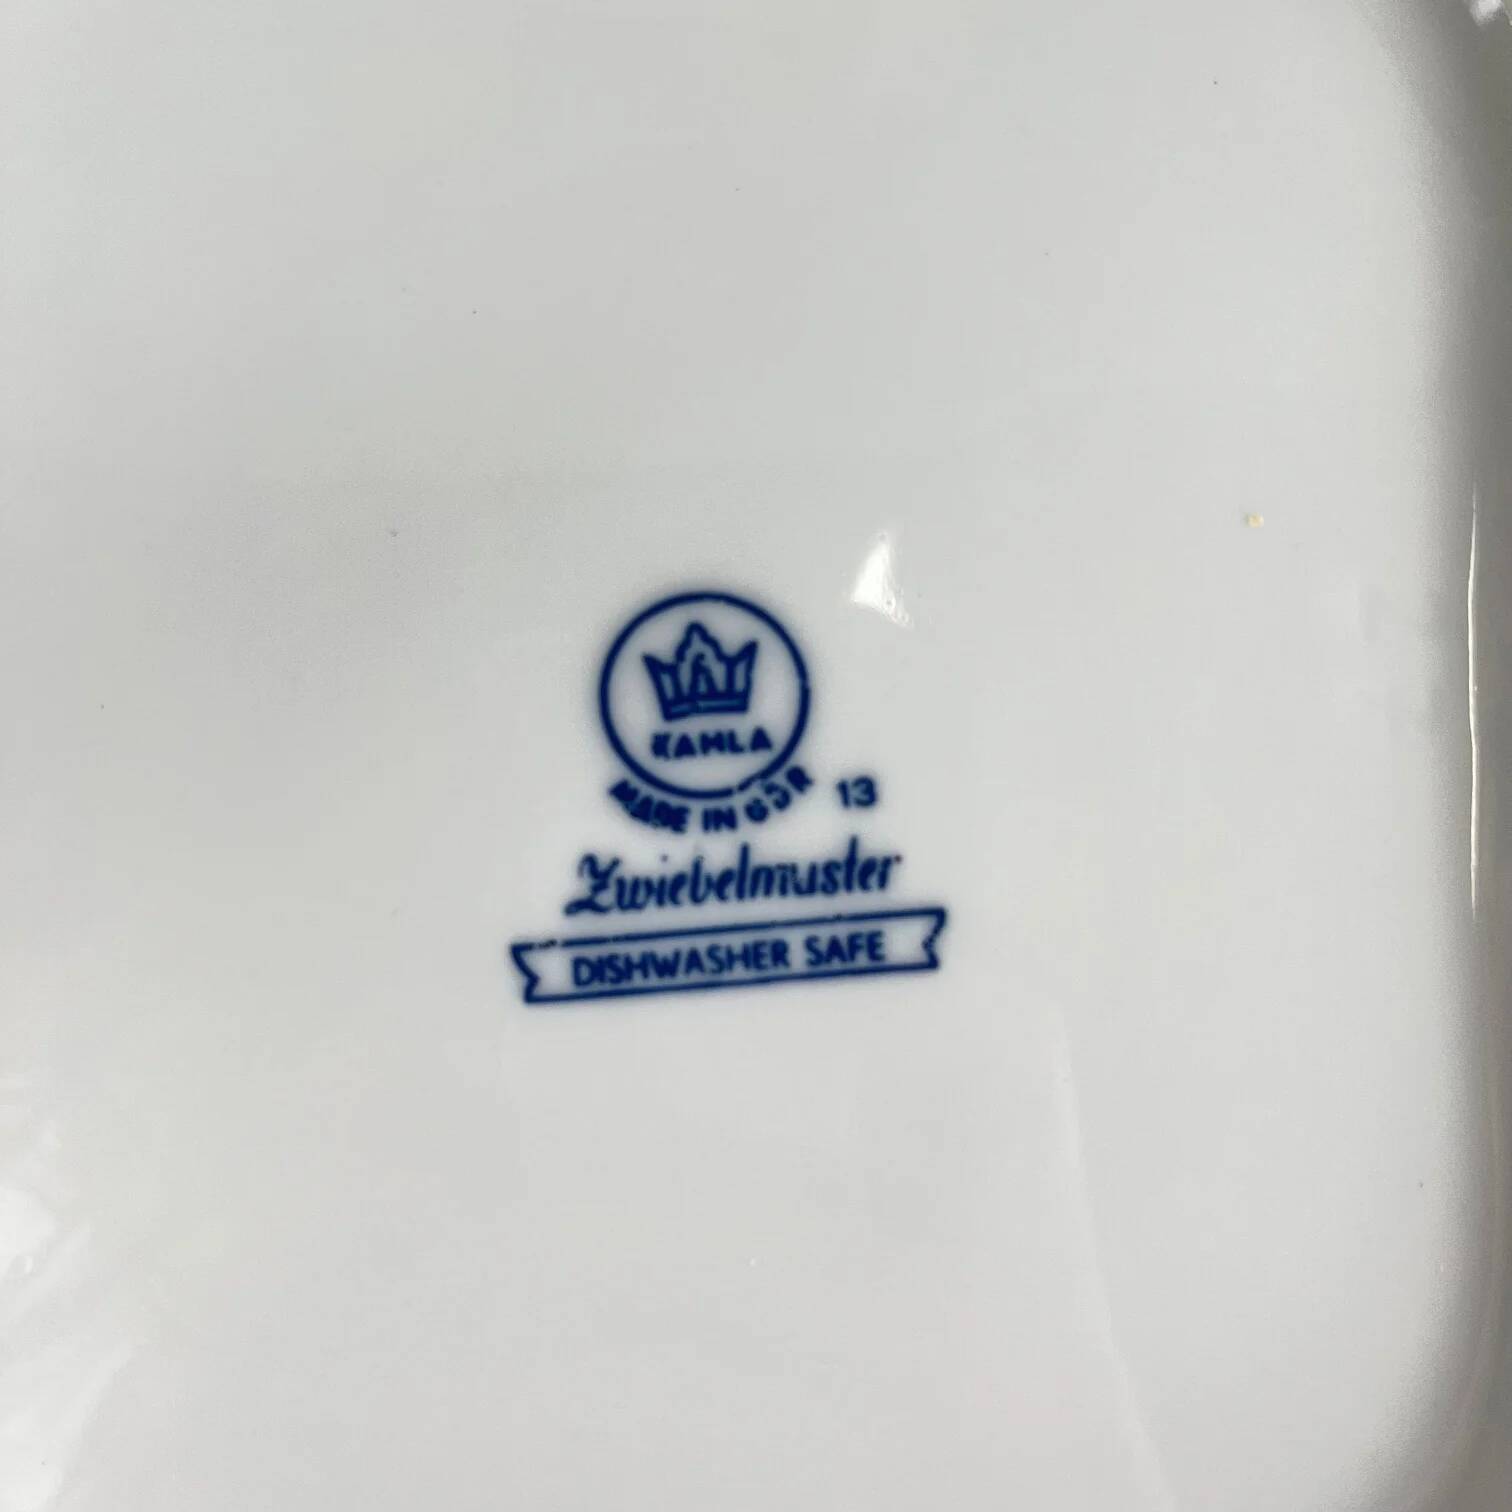 KAHLA
MADE IN GDR 13
Zwiebelmuster
DISHWASHER SAFE